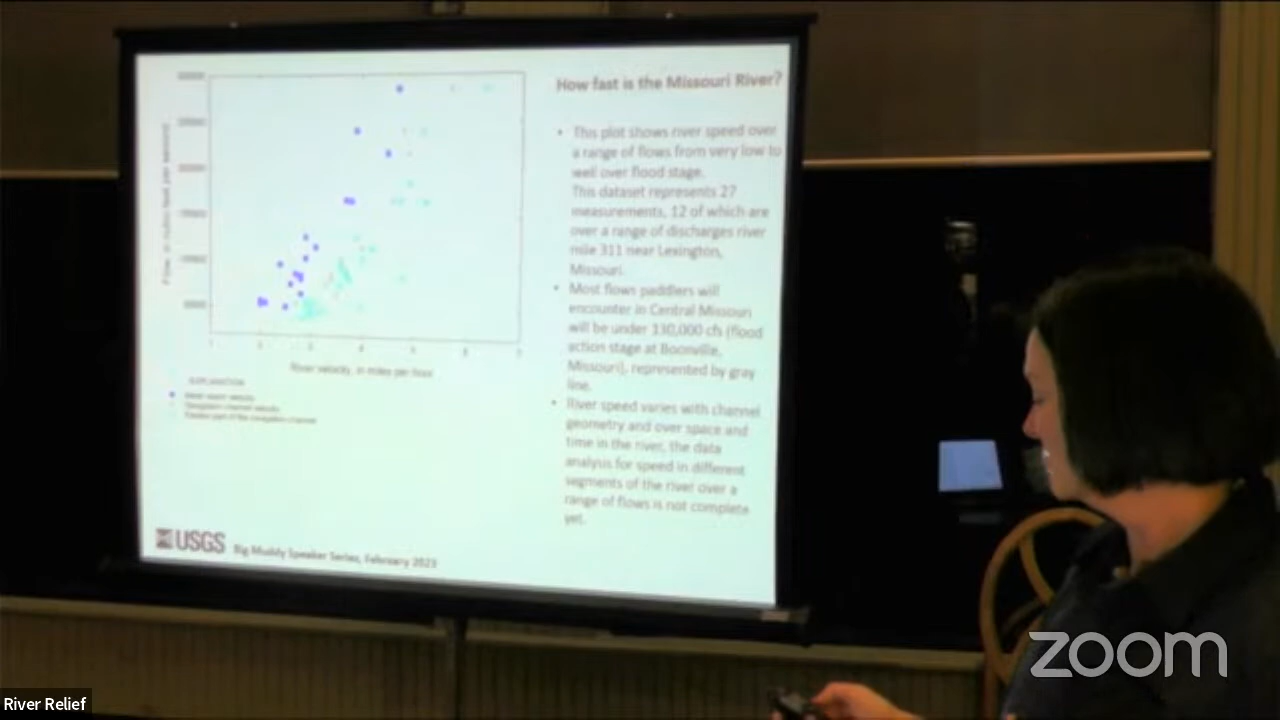 How fast is the Missouri River?
• This plot shows river speed over
a range of flows from very low to
well over flood stage.
This dataset represents 27
measurements, 12 of which are
over a range of discharges river
mile 311 near Lexington,
Missouri.
• Most flows paddlers will
encounter in Central Missouri
will be under 130,000 cfs (flood
action stage at Boonville,
Missouri), represented by gray
line.
• River speed varies with channel
geometry and over space and
time in the river, the data
analysis for speed in different
segments of the river over a
range of flows is not complete
yet.
River velocity, in miles per hour
EXPLANATION
USGS Big Muddy Speaker Series, February 2023
zoom
River Relief